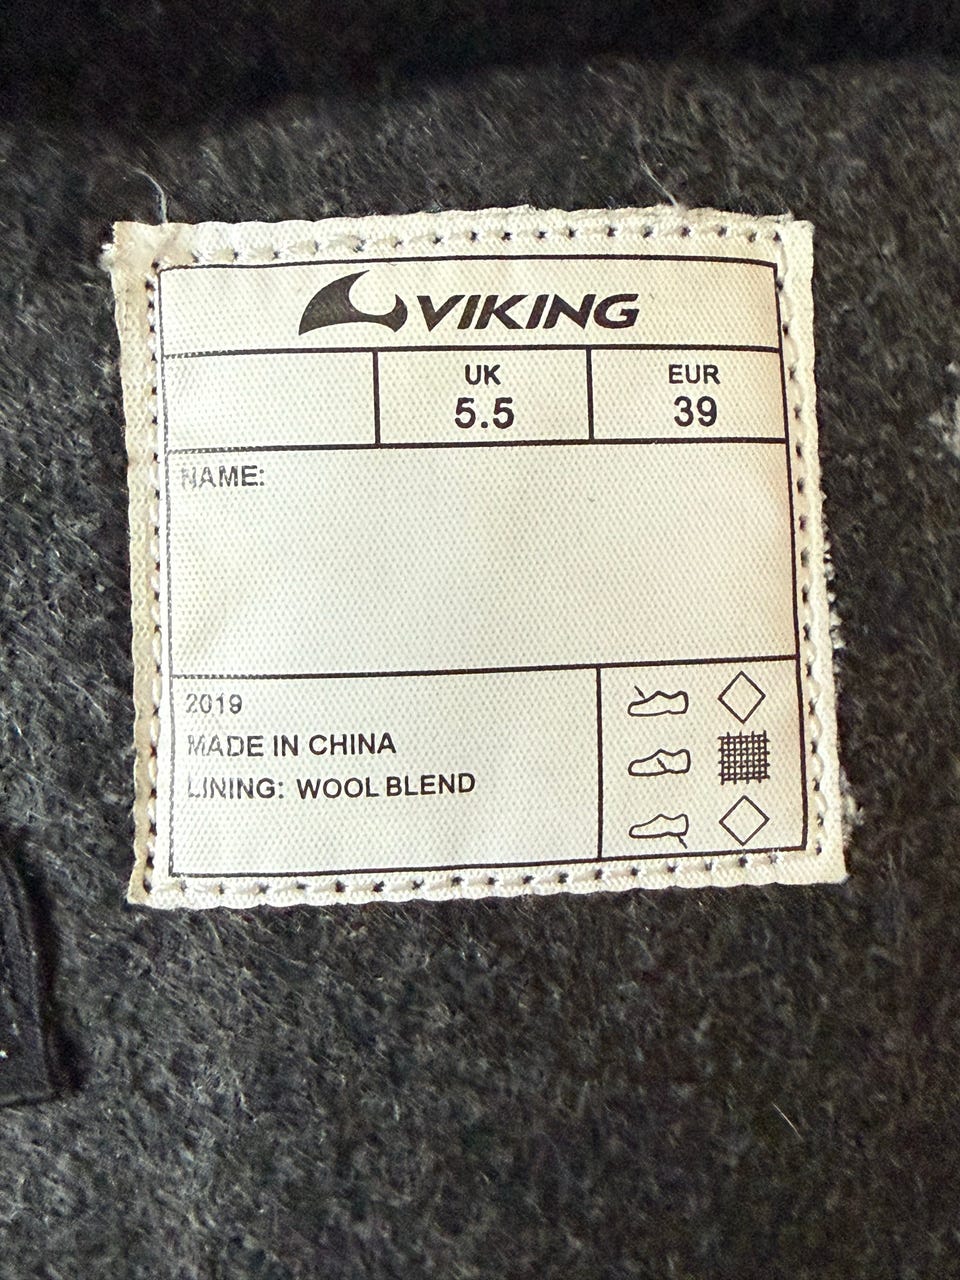 VIKING
UK
5.5
EUR
39
NAME:
2019
MADE IN CHINA
LINING: WOOL BLEND